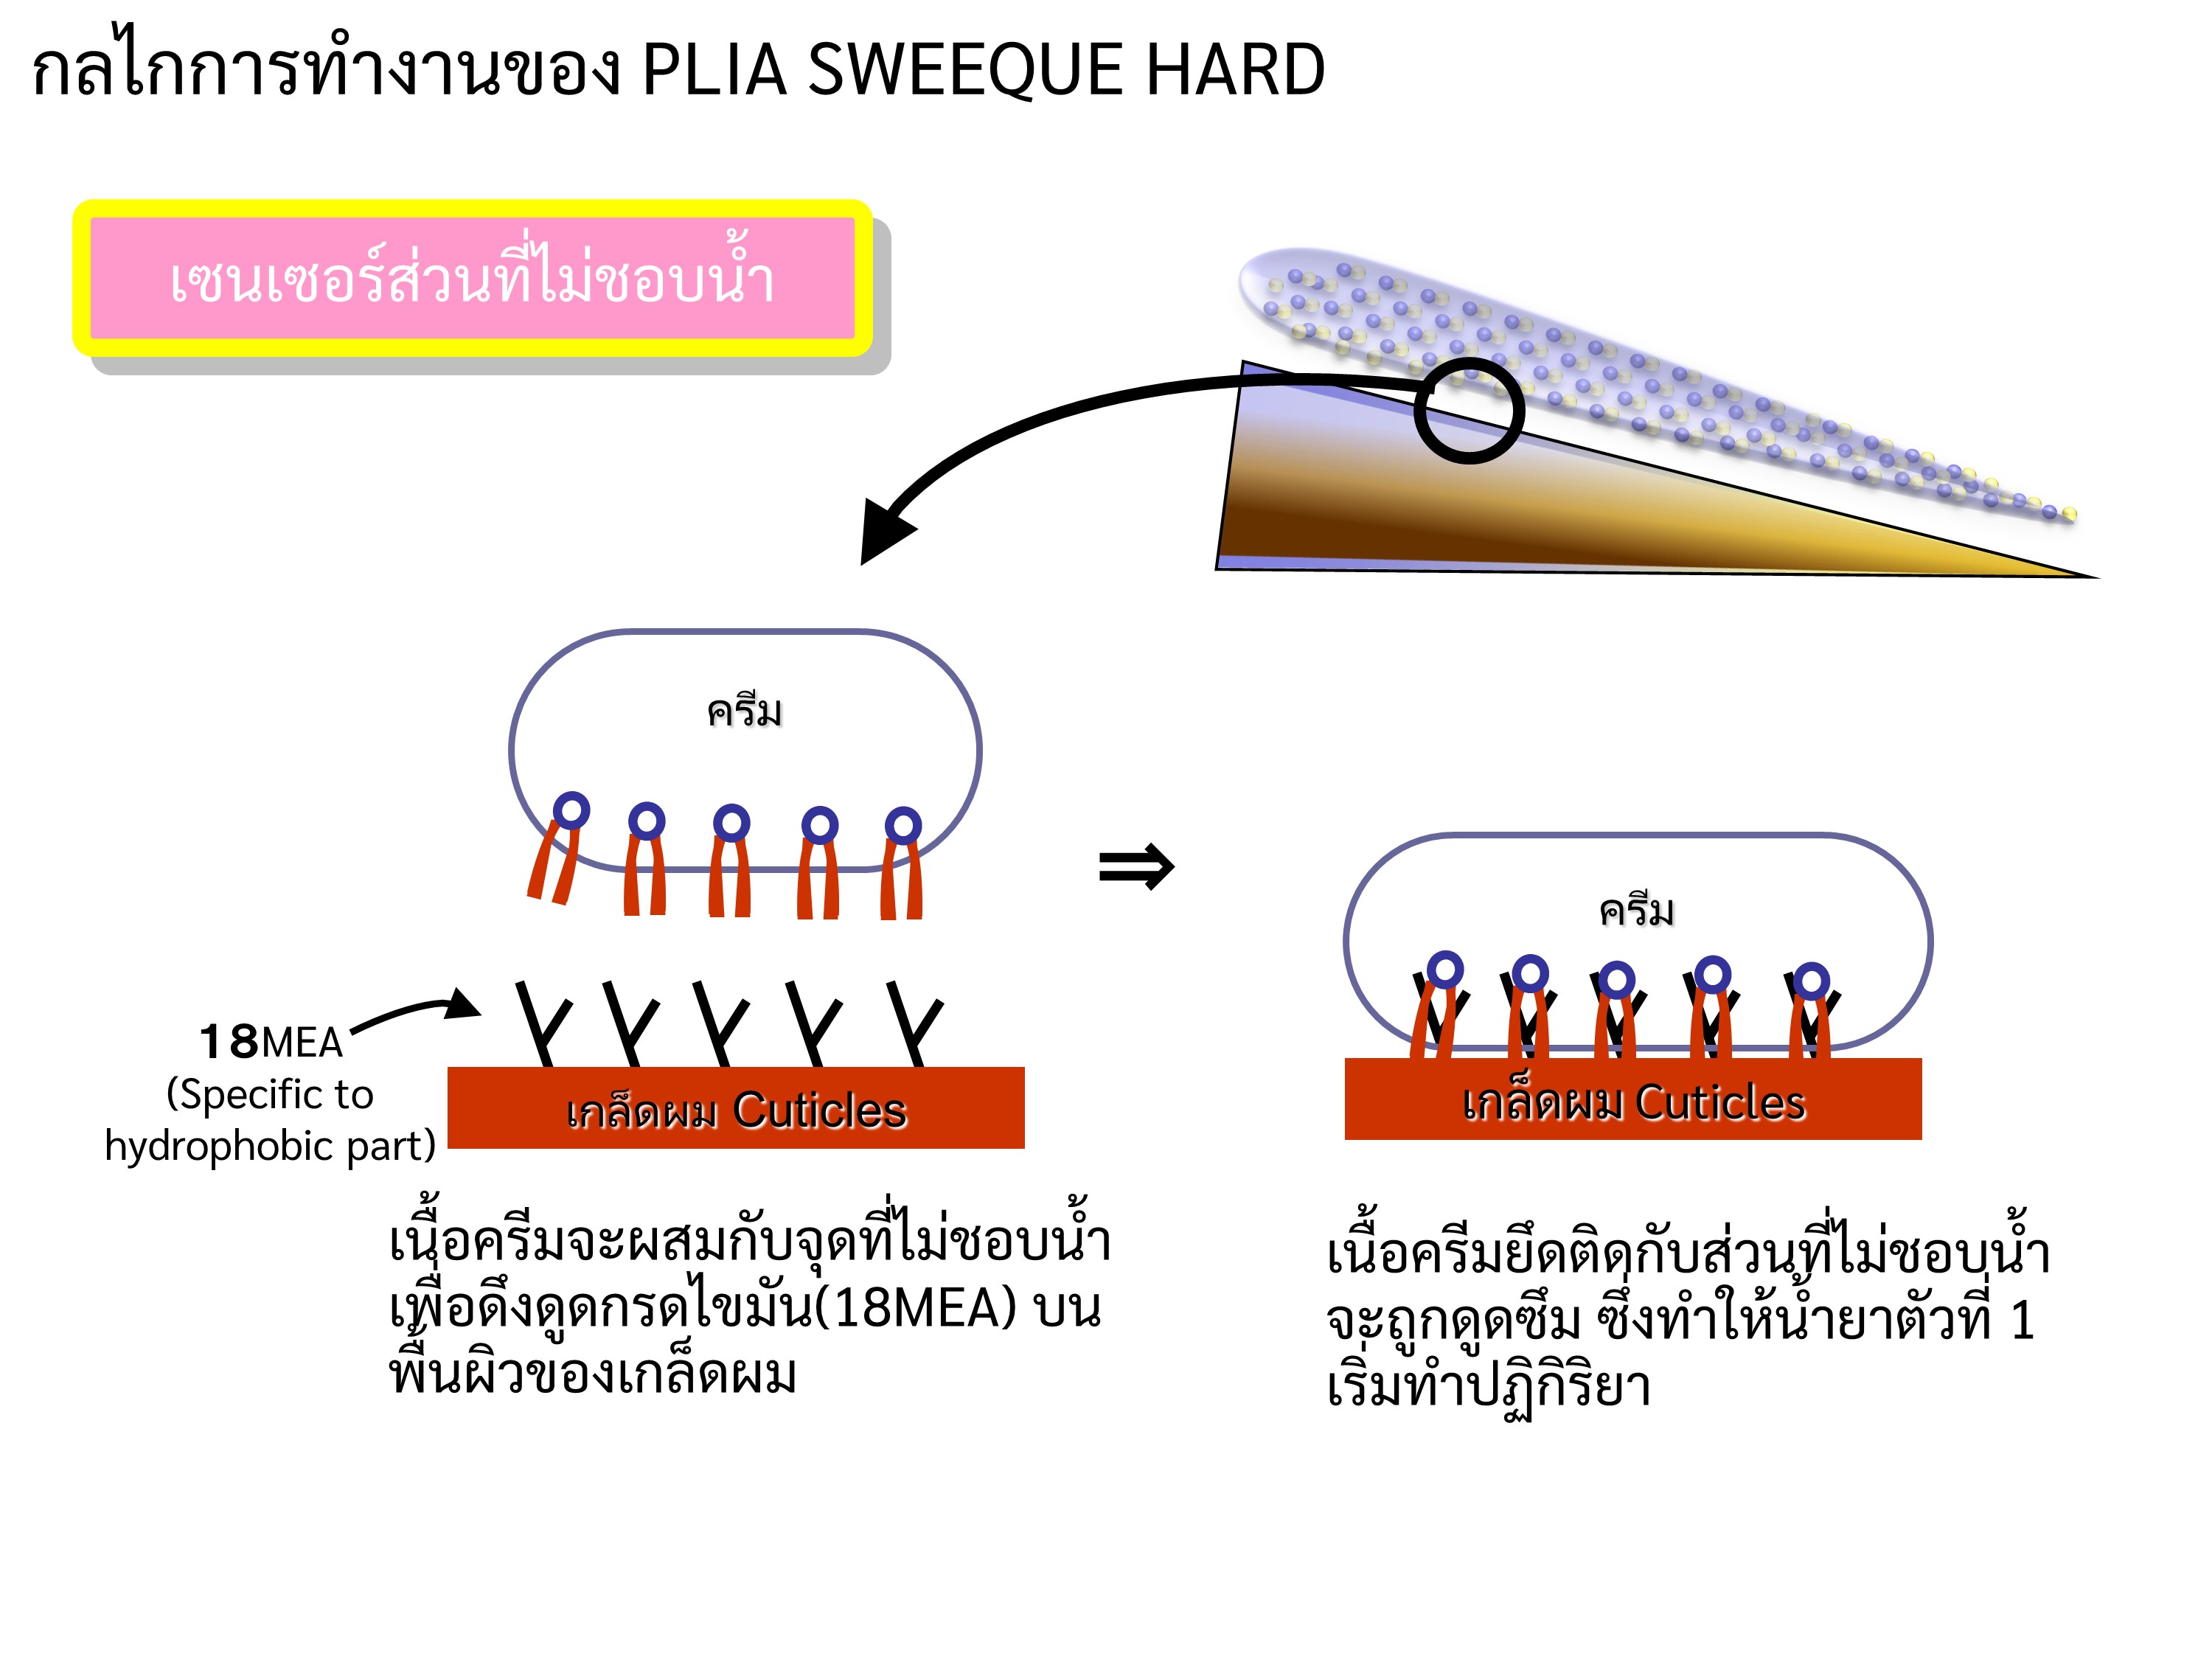 กลไกการทำงานของ PLIA SWEEQUE HARD
เซนเซอร์ส่วนที่ไม่ชอบน้ำ
ครีม
⇒
ครีม
18MEA
(Specific to
hydrophobic part)
เกล็ดผม Cuticles
เกล็ดผม Cuticles
เนื้อครีมจะผสมกับจุดที่ไม่ชอบน้ำ
เพื่อดึงดูดกรดไขมัน(18MEA) บน
พื้นผิวของเกล็ดผม
เนื้อครีมยึดติดกับส่วนที่ไม่ชอบน้ำ
จะถูกดูดซึม ซึ่งทำให้น้ำยาตัวที่ 1
เริ่มทำปฏิกิริยา